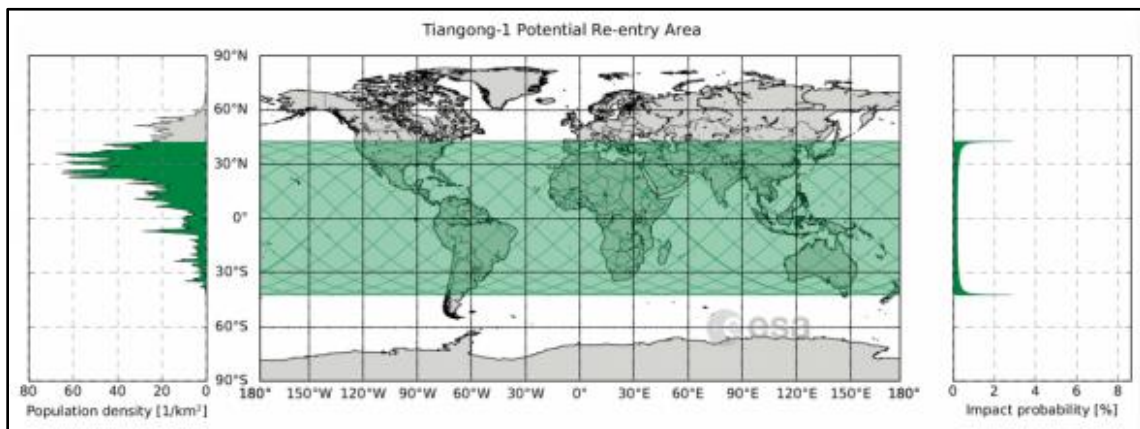 Tiangong-1 Potential Re-entry Area
90°N
60°N
30°N
0°
30°S
60°S
90°S
80 60 40 20 0
180° 150°W 120°W 90°W 60°W 30°W 0° 30°E 60°E 90°E 120°E 150°E 180°
0 2 4 6 8
Population density [1/km²]
Impact probability [%]
esa